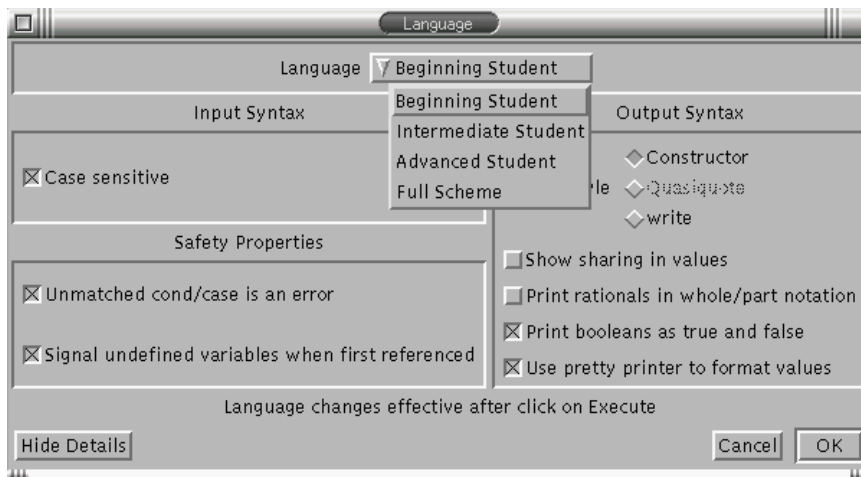 Language
Language Beginning Student
Beginning Student
Intermediate Student
Advanced Student
Full Scheme
Input Syntax
Case sensitive
Safety Properties
Unmatched cond/case is an error
Signal undefined variables when first referenced
Output Syntax
Constructor
le Quasiquote
write
Show sharing in values
Print rationals in whole/part notation
Print booleans as true and false
Use pretty printer to format values
Language changes effective after click on Execute
Hide Details Cancel OK